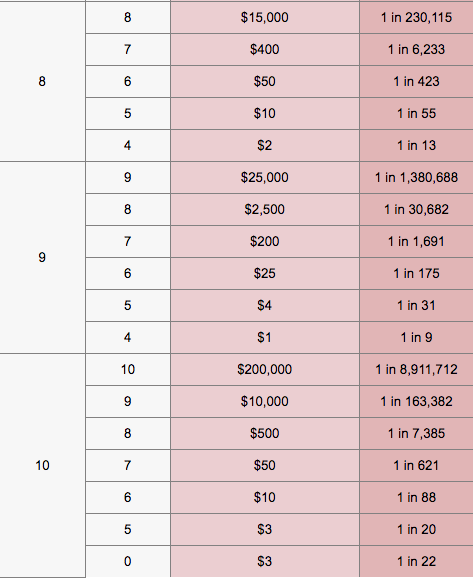 8 $15,000 1 in 230,115
7 $400 1 in 6,233
8 6 $50 1 in 423
5 $10 1 in 55
4 $2 1 in 13
9 $25,000 1 in 1,380,688
8 $2,500 1 in 30,682
7 $200 1 in 1,691
9
6 $25 1 in 175
5 $4 1 in 31
4 $1 1 in 9
10 $200,000 1 in 8,911,712
9 $10,000 1 in 163,382
8 $500 1 in 7,385
10 7 $50 1 in 621
6 $10 1 in 88
5 $3 1 in 20
0 $3 1 in 22